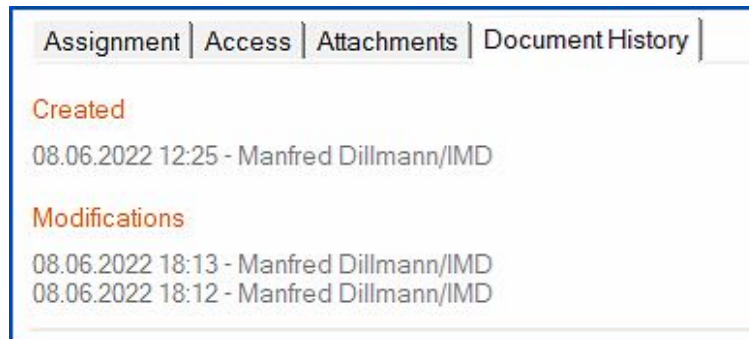 Assignment | Access | Attachments | Document History |
Created
08.06.2022 12:25 - Manfred Dillmann/IMD
Modifications
08.06.2022 18:13 - Manfred Dillmann/IMD
08.06.2022 18:12 - Manfred Dillmann/IMD